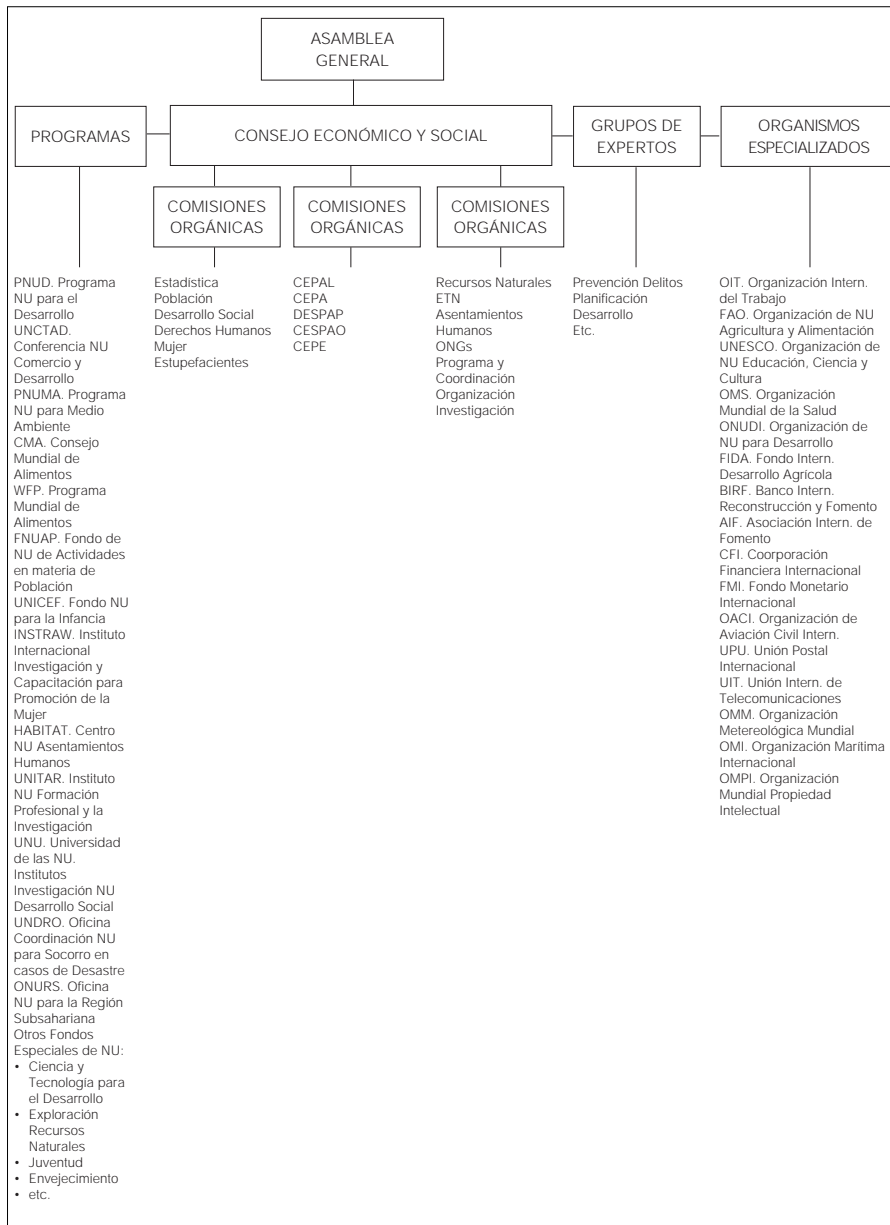 ASAMBLEA
GENERAL
PROGRAMAS
CONSEJO ECONÓMICO Y SOCIAL
GRUPOS DE
EXPERTOS
ORGANISMOS
ESPECIALIZADOS
COMISIONES
ORGÁNICAS
COMISIONES
ORGÁNICAS
COMISIONES
ORGÁNICAS
PNUD. Programa
NU para el
Desarrollo
UNCTAD.
Conferencia NU
Comercio y
Desarrollo
PNUMA. Programa
NU para Medio
Ambiente
CMA. Consejo
Mundial de
Alimentos
WFP. Programa
Mundial de
Alimentos
FNUAP. Fondo de
NU de Actividades
en materia de
Población
UNICEF. Fondo NU
para la Infancia
INSTRAW. Instituto
Internacional
Investigación y
Capacitación para
Promoción de la
Mujer
HABITAT. Centro
NU Asentamientos
Humanos
UNITAR. Instituto
NU Formación
Profesional y la
Investigación
UNU. Universidad
de las NU.
Institutos
Investigación NU
Desarrollo Social
UNDRO. Oficina
Coordinación NU
para Socorro en
casos de Desastre
ONURS. Oficina
NU para la Región
Subsahariana
Otros Fondos
Especiales de NU:
• Ciencia y
Tecnología para
el Desarrollo
• Exploración
Recursos
Naturales
• Juventud
• Envejecimiento
• etc.
Estadística
Población
Desarrollo Social
Derechos Humanos
Mujer
Estupefacientes
CEPAL
CEPA
DESPAP
CESPAO
CEPE
Recursos Naturales
ETN
Asentamientos
Humanos
ONGs
Programa y
Coordinación
Organización
Investigación
Prevención Delitos
Planificación
Desarrollo
Etc.
OIT. Organización Intern.
del Trabajo
FAO. Organización de NU
Agricultura y Alimentación
UNESCO. Organización de
NU Educación, Ciencia y
Cultura
OMS. Organización
Mundial de la Salud
ONUDI. Organización de
NU para Desarrollo
FIDA. Fondo Intern.
Desarrollo Agrícola
BIRF. Banco Intern.
Reconstrucción y Fomento
AIF. Asociación Intern. de
Fomento
CFI. Coorporación
Financiera Internacional
FMI. Fondo Monetario
Internacional
OACI. Organización de
Aviación Civil Intern.
UPU. Unión Postal
Internacional
UIT. Unión Intern. de
Telecomunicaciones
OMM. Organización
Metereológica Mundial
OMI. Organización Marítima
Internacional
OMPI. Organización
Mundial Propiedad
Intelectual